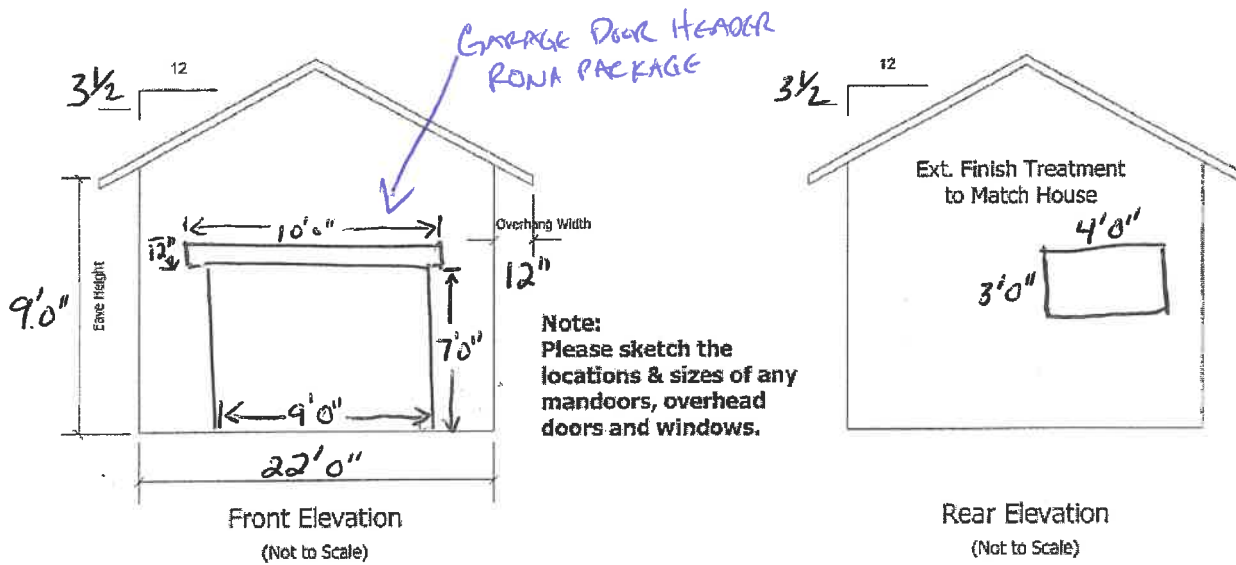 GARAGE DOOR HEADER
RONA PACKAGE
3½
12
10'0"
12"
Overhang Width
12"
9'0"
Eave Height
7'0"
9'0"
22'0"
Front Elevation
(Not to Scale)
Note:
Please sketch the
locations & sizes of any
mandoors, overhead
doors and windows.
3½
12
Ext. Finish Treatment
to Match House
4'0"
3'0"
Rear Elevation
(Not to Scale)